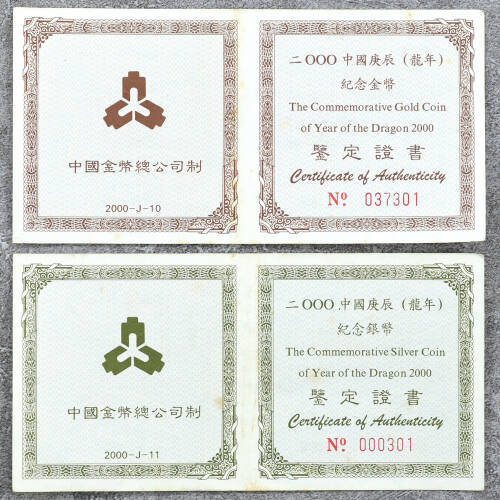 中國金幣總公司制
2000-J-10
二OOO中國庚辰（龍年）
紀念金幣
The Commemorative Gold Coin
of Year of the Dragon 2000
鑒定證書
Certificate of Authenticity
Nº 037301
中國金幣總公司制
2000-J-11
二OOO中國庚辰（龍年）
紀念銀幣
The Commemorative Silver Coin
of Year of the Dragon 2000
鑒定證書
Certificate of Authenticity
Nº 000301